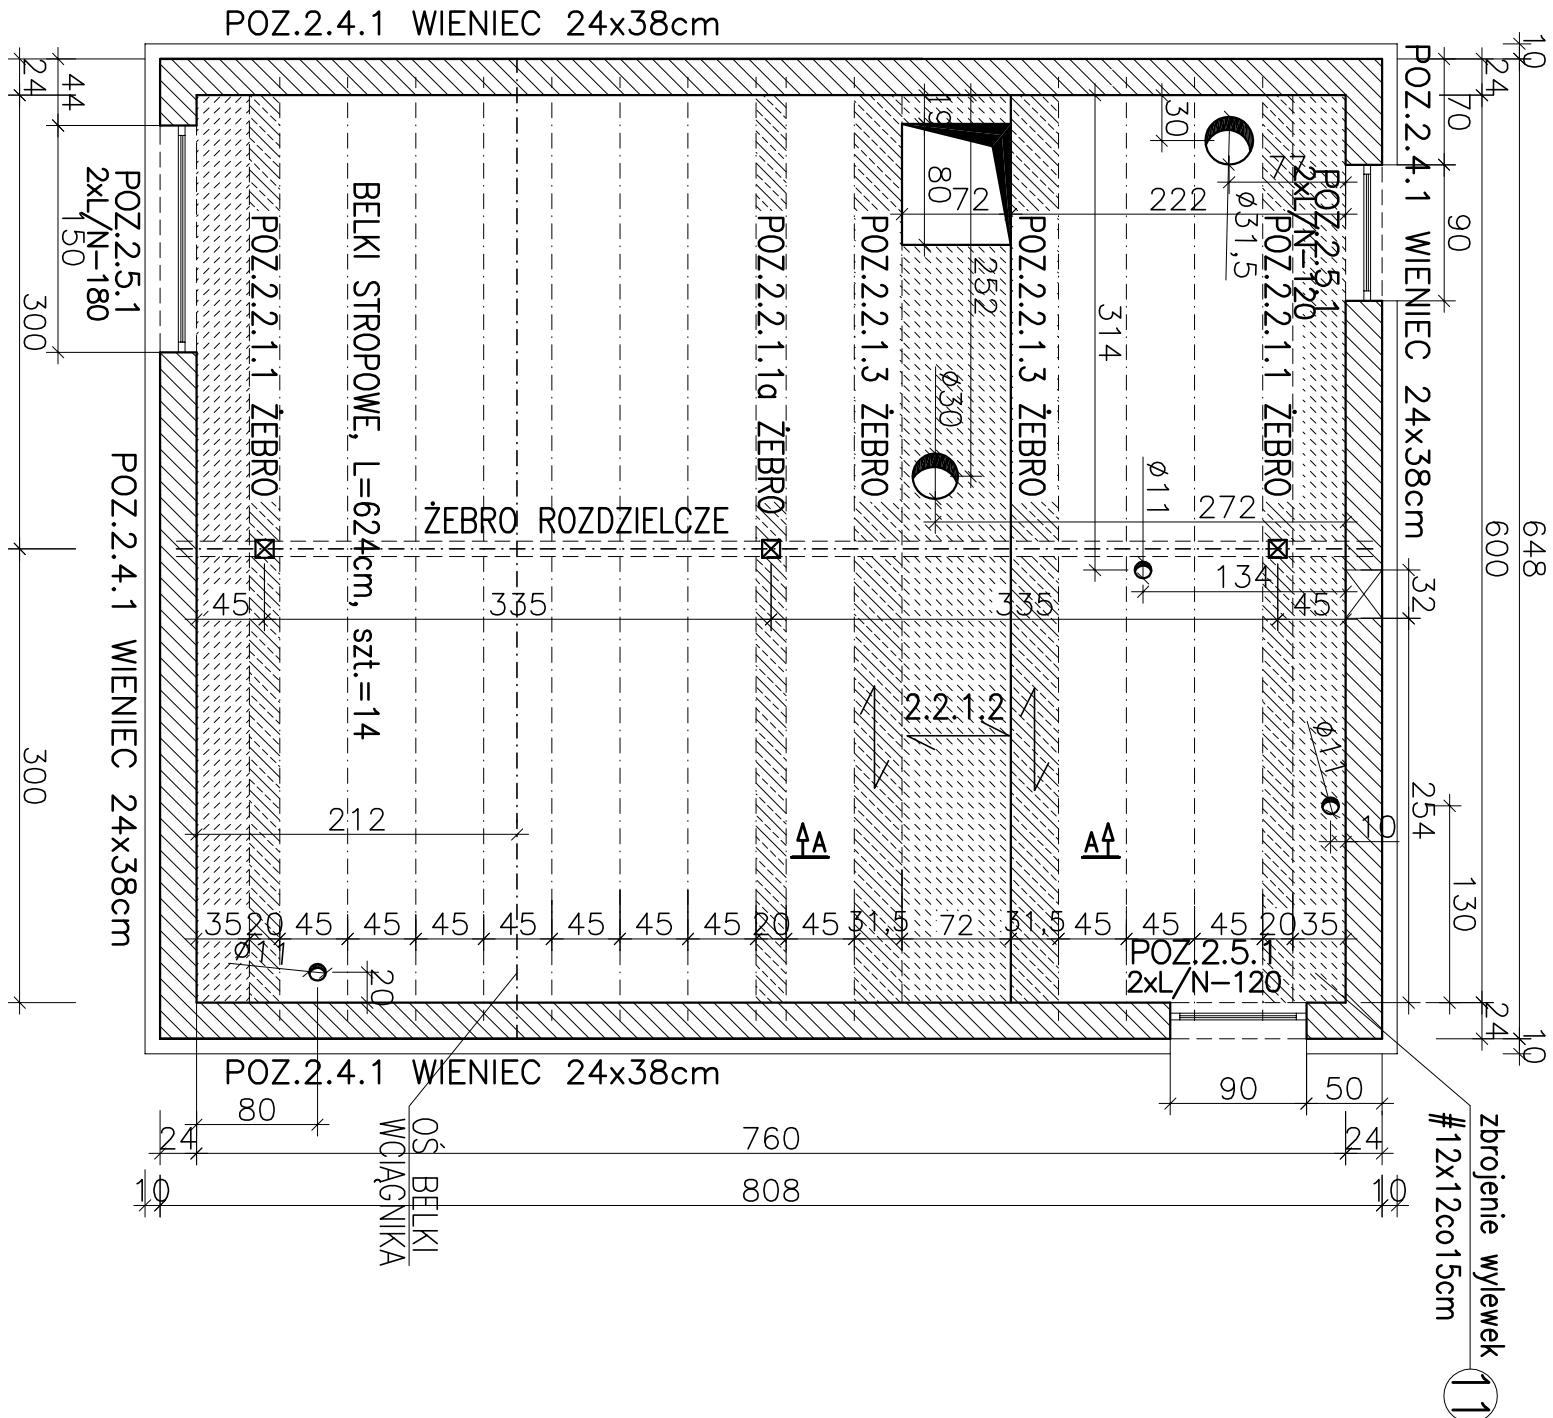 POZ.2.4.1 WIENIEC 24x38cm
10
24
44
24
POZ.2.4.1 WIENIEC 24x38cm
70
90
24
10
648
600
30
19
80
72
222
77
ø31,5
POZ.2.5.1
2xL/N-120
POZ.2.5.1
2xL/N-180
150
300
BELKI STROPOWE, L=624cm, szt.=14
POZ.2.2.1.1 ŻEBRO
POZ.2.2.1.1a ŻEBRO
POZ.2.2.1.3 ŻEBRO
POZ.2.2.1.3 ŻEBRO
POZ.2.2.1.1 ŻEBRO
252
314
ø30
ø11
272
ŻEBRO ROZDZIELCZE
134
32
45
335
335
45
POZ.2.4.1 WIENIEC 24x38cm
2.2.1.2
ø11
254
10
300
212
A
A
130
35
20
45
45
45
45
45
45
45
20
45
31,5
72
31,5
45
45
45
20
35
ø11
20
POZ.2.5.1
2xL/N-120
24
10
POZ.2.4.1 WIENIEC 24x38cm
80
90
50
OŚ BELKI
WCIĄGNIKA
24
760
24
10
808
10
zbrojenie wylewek
#12x12co15cm
11